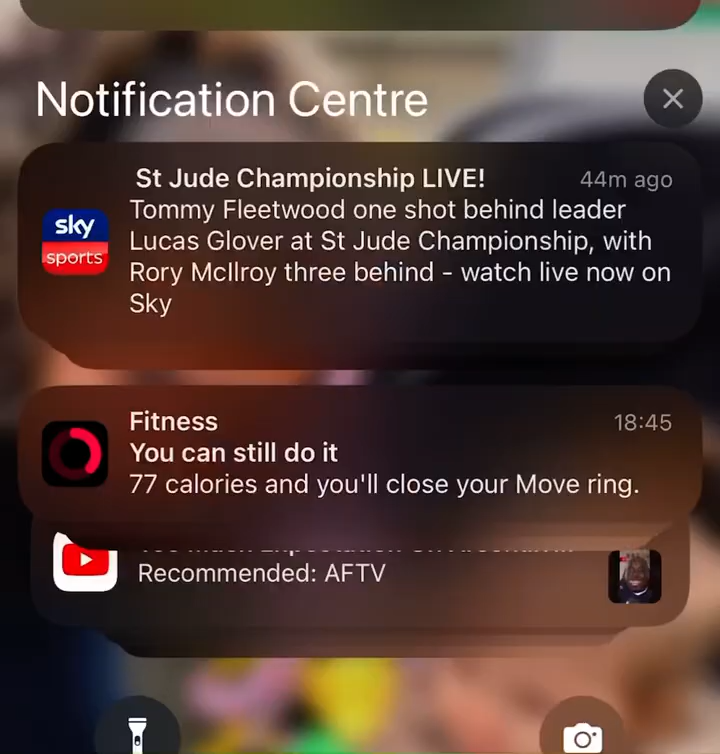 Notification Centre
St Jude Championship LIVE!
44m ago
sky
sports
Tommy Fleetwood one shot behind leader
Lucas Glover at St Jude Championship, with
Rory McIlroy three behind - watch live now on
Sky
Fitness
18:45
You can still do it
77 calories and you'll close your Move ring.
Recommended: AFTV